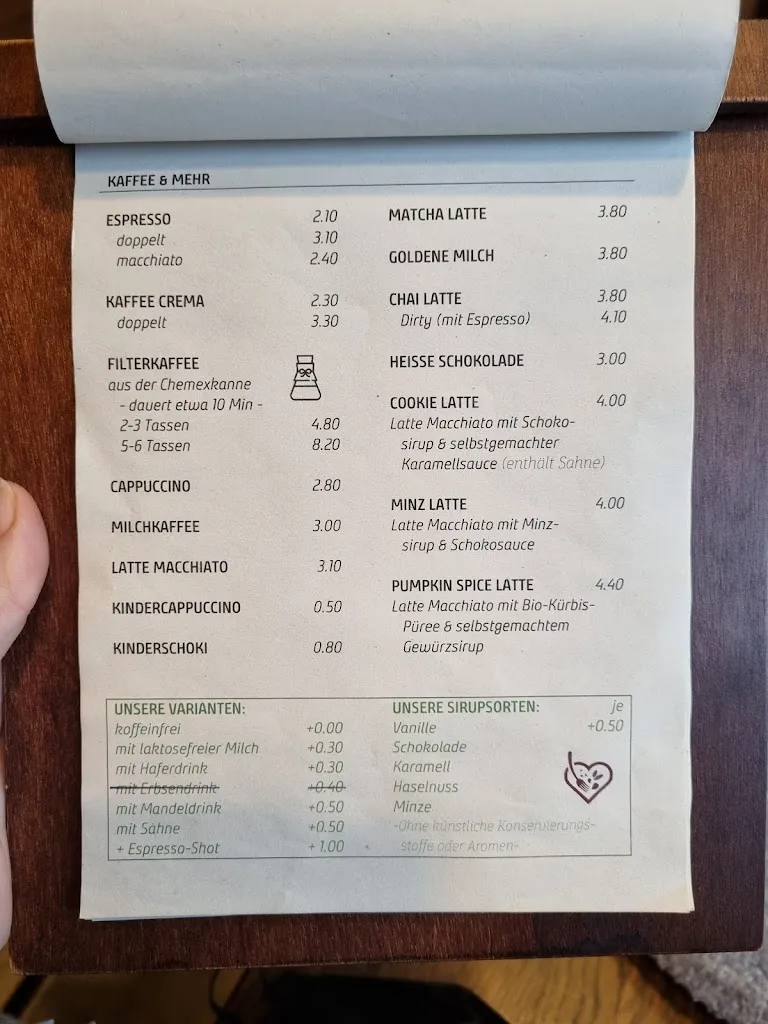 KAFFEE & MEHR
ESPRESSO 2.10
doppelt 3.10
macchiato 2.40
KAFFEE CREMA 2.30
doppelt 3.30
FILTERKAFFEE
aus der Chemexkanne
- dauert etwa 10 Min -
2-3 Tassen 4.80
5-6 Tassen 8.20
CAPPUCCINO 2.80
MILCHKAFFEE 3.00
LATTE MACCHIATO 3.10
KINDERCAPPUCCINO 0.50
KINDERSCHOKI 0.80
MATCHA LATTE 3.80
GOLDENE MILCH 3.80
CHAI LATTE 3.80
Dirty (mit Espresso) 4.10
HEISSE SCHOKOLADE 3.00
COOKIE LATTE 4.00
Latte Macchiato mit Schoko-
sirup & selbstgemachter
Karamellsauce (enthält Sahne)
MINZ LATTE 4.00
Latte Macchiato mit Minz-
sirup & Schokosauce
PUMPKIN SPICE LATTE 4.40
Latte Macchiato mit Bio-Kürbis-
Püree & selbstgemachtem
Gewürzsirup
UNSERE VARIANTEN:
koffeinfrei +0.00
mit laktosefreier Milch +0.30
mit Haferdrink +0.30
mit Erbsendrink +0.40
mit Mandeldrink +0.50
mit Sahne +0.50
+ Espresso-Shot + 1.00
UNSERE SIRUPSORTEN: je
Vanille +0.50
Schokolade
Karamell
Haselnuss
Minze
-Ohne künstliche Konservierungs-
stoffe oder Aromen-